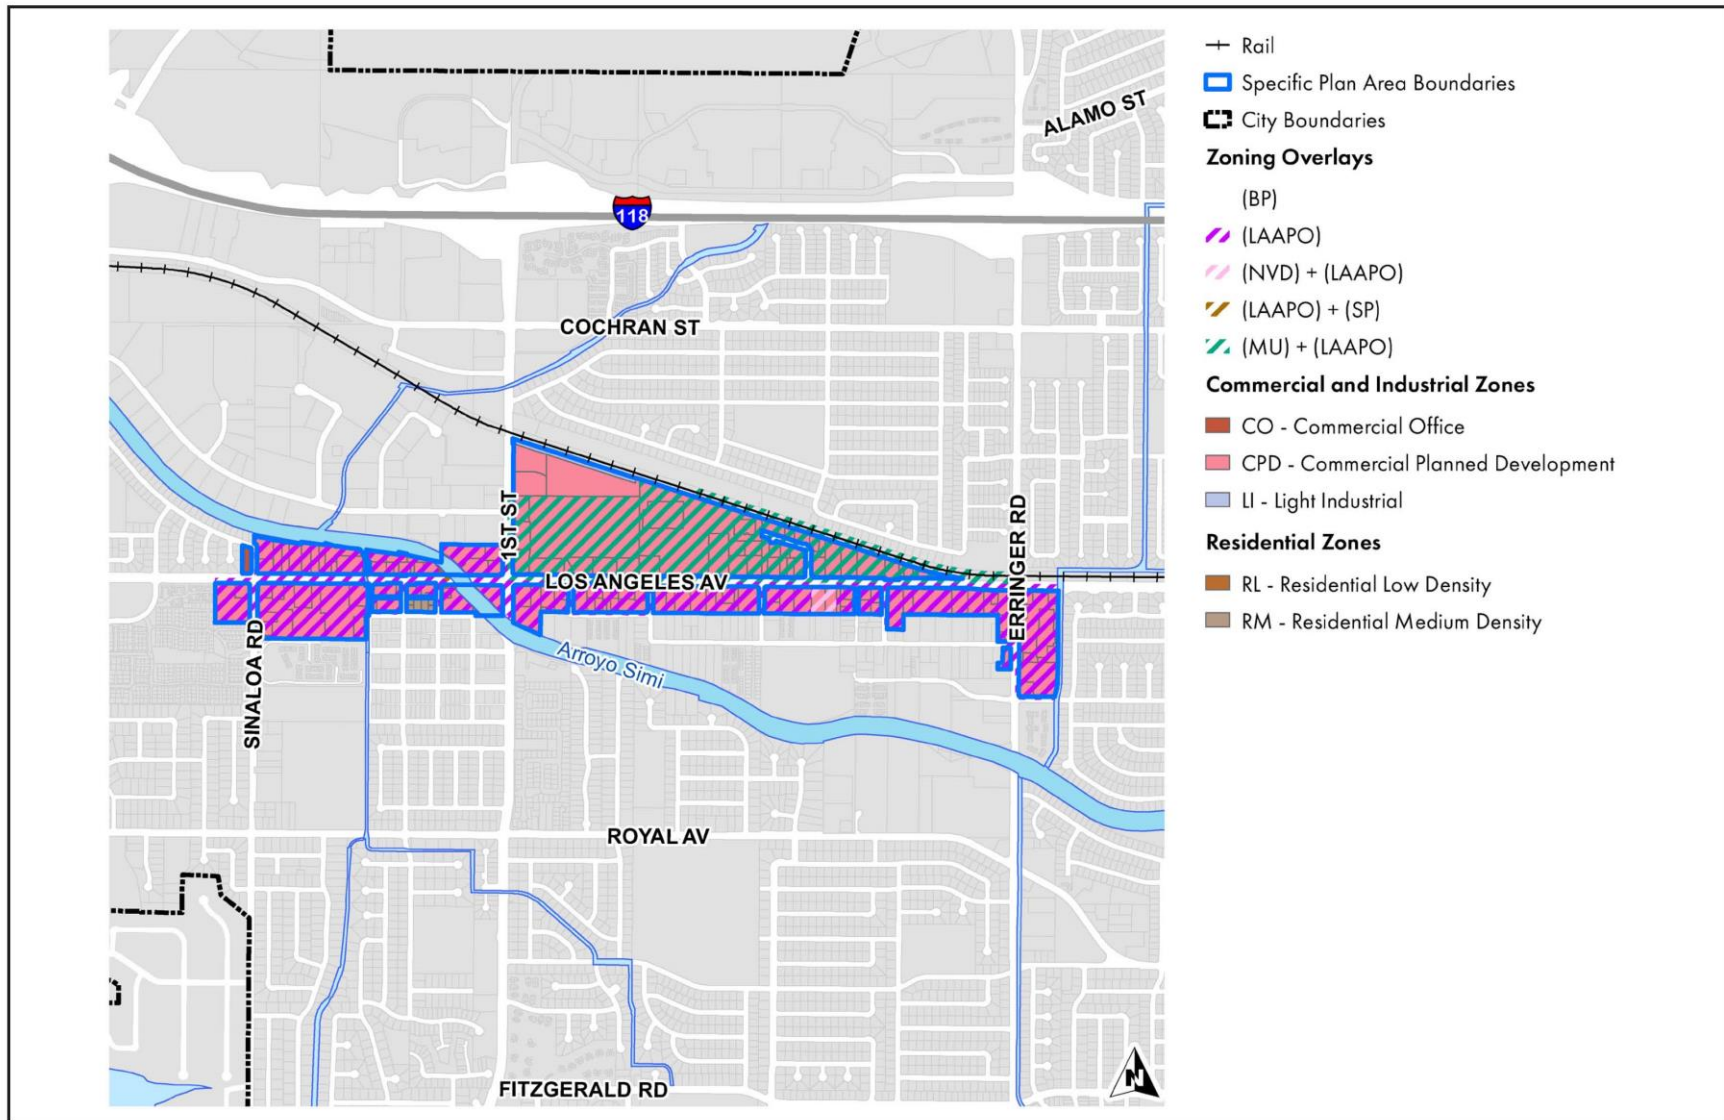 Rail
Specific Plan Area Boundaries
City Boundaries
Zoning Overlays
(BP)
(LAAPO)
(NVD) + (LAAPO)
(LAAPO) + (SP)
(MU) + (LAAPO)
Commercial and Industrial Zones
CO - Commercial Office
CPD - Commercial Planned Development
LI - Light Industrial
Residential Zones
RL - Residential Low Density
RM - Residential Medium Density
ALAMO ST
118
COCHRAN ST
1ST ST
ERRINGER RD
LOS ANGELES AV
SINALOA RD
Arroyo Simi
ROYAL AV
FITZGERALD RD
N